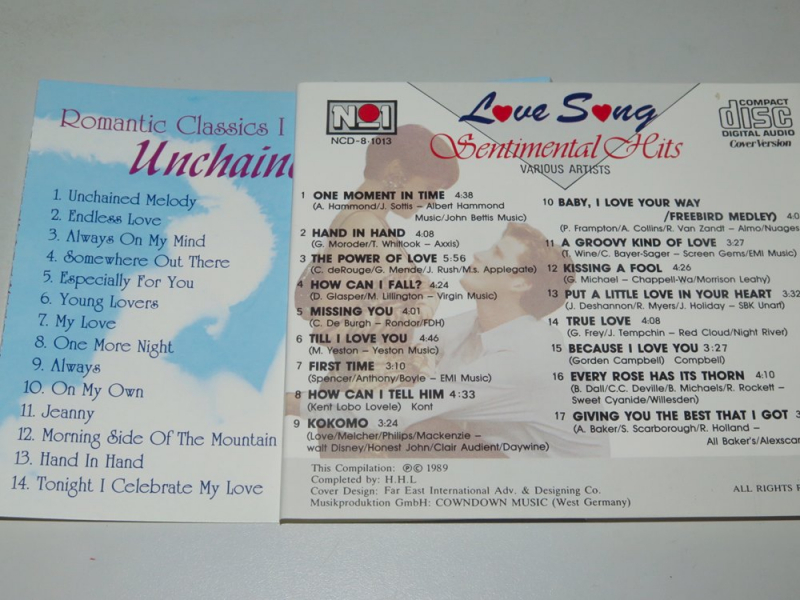 Romantic Classics I
Unchain
1. Unchained Melody
2. Endless Love
3. Always On My Mind
4. Somewhere Out There
5. Especially For You
6. Young Lovers
7. My Love
8. One More Night
9. Always
10. On My Own
11. Jeanny
12. Morning Side Of The Mountain
13. Hand In Hand
14. Tonight I Celebrate My Love
NO1
NCD-8-1013
Love Song
Sentimental Hits
VARIOUS ARTISTS
COMPACT
disc
DIGITAL AUDIO
Cover Version
1 ONE MOMENT IN TIME 4:38
(A. Hammond/J. Sottis – Albert Hammond
Music/John Bettis Music)
2 HAND IN HAND 4:08
(G. Moroder/T. Whitlook – Axxis)
3 THE POWER OF LOVE 5:56
(C. deRouge/G. Mende/J. Rush/M.s. Applegate)
4 HOW CAN I FALL? 4:24
(D. Glasper/M. Lillington – Virgin Music)
5 MISSING YOU 4:01
(C. De Burgh – Rondor/FDH)
6 TILL I LOVE YOU 4:46
(M. Yeston – Yeston Music)
7 FIRST TIME 3:10
(Spencer/Anthony/Boyle – EMI Music)
8 HOW CAN I TELL HIM 4:33
(Kent Lobo Lovele) Kont
9 KOKOMO 3:24
(Love/Melcher/Philips/Mackenzie –
walt Disney/Honest John/Clair Audient/Daywine)
10 BABY, I LOVE YOUR WAY
/FREEBIRD MEDLEY) 4:0
(P. Frampton/A. Collins/R. Van Zandt – Almo/Nuages
11 A GROOVY KIND OF LOVE 3:27
(T. Wine/C. Bayer-Sager – Screen Gems/EMI Music)
12 KISSING A FOOL 4:26
(G. Michael – Chappell-Wa/Morrison Leahy)
13 PUT A LITTLE LOVE IN YOUR HEART 3:32
(J. Deshannon/R. Myers/J. Holiday – SBK Unart)
14 TRUE LOVE 4:08
(G. Frey/J. Tempchin – Red Cloud/Night River)
15 BECAUSE I LOVE YOU 3:27
(Gorden Campbell) Compbell)
16 EVERY ROSE HAS ITS THORN 4:10
(B. Dall/C.C. Deville/B. Michaels/R. Rockett –
Sweet Cyanide/Willesden)
17 GIVING YOU THE BEST THAT I GOT 3:
(A. Baker/S. Scarborough/R. Holland –
All Baker's/Alexscar
This Compilation: ℗© 1989
Completed by: H.H.L
Cover Design: Far East International Adv. & Designing Co.
Musikproduktion GmbH: COWNDOWN MUSIC (West Germany)
ALL RIGHTS